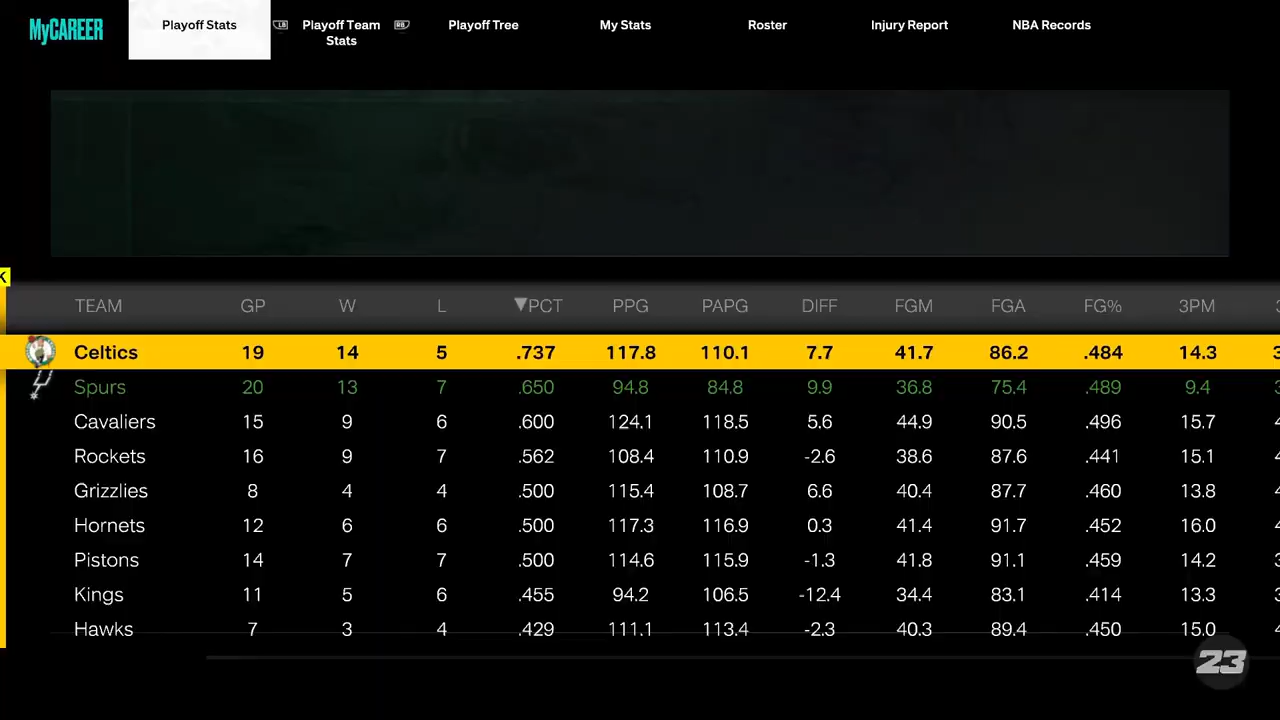 MyCAREER
Playoff Stats
LB
Playoff Team Stats
RB
Playoff Tree
My Stats
Roster
Injury Report
NBA Records
K
TEAM GP W L ▼PCT PPG PAPG DIFF FGM FGA FG% 3PM
Celtics 19 14 5 .737 117.8 110.1 7.7 41.7 86.2 .484 14.3
Spurs 20 13 7 .650 94.8 84.8 9.9 36.8 75.4 .489 9.4
Cavaliers 15 9 6 .600 124.1 118.5 5.6 44.9 90.5 .496 15.7
Rockets 16 9 7 .562 108.4 110.9 -2.6 38.6 87.6 .441 15.1
Grizzlies 8 4 4 .500 115.4 108.7 6.6 40.4 87.7 .460 13.8
Hornets 12 6 6 .500 117.3 116.9 0.3 41.4 91.7 .452 16.0
Pistons 14 7 7 .500 114.6 115.9 -1.3 41.8 91.1 .459 14.2
Kings 11 5 6 .455 94.2 106.5 -12.4 34.4 83.1 .414 13.3
Hawks 7 3 4 .429 111.1 113.4 -2.3 40.3 89.4 .450 15.0
23